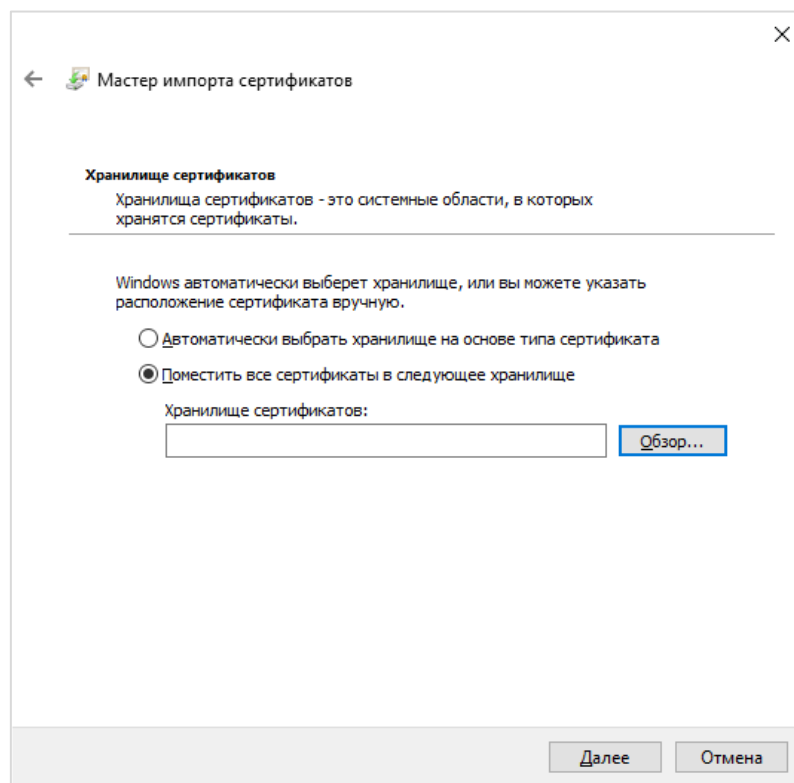 Мастер импорта сертификатов
Хранилище сертификатов
Хранилища сертификатов - это системные области, в которых
хранятся сертификаты.
Windows автоматически выберет хранилище, или вы можете указать
расположение сертификата вручную.
Автоматически выбрать хранилище на основе типа сертификата
Поместить все сертификаты в следующее хранилище
Хранилище сертификатов:
Обзор...
Далее Отмена